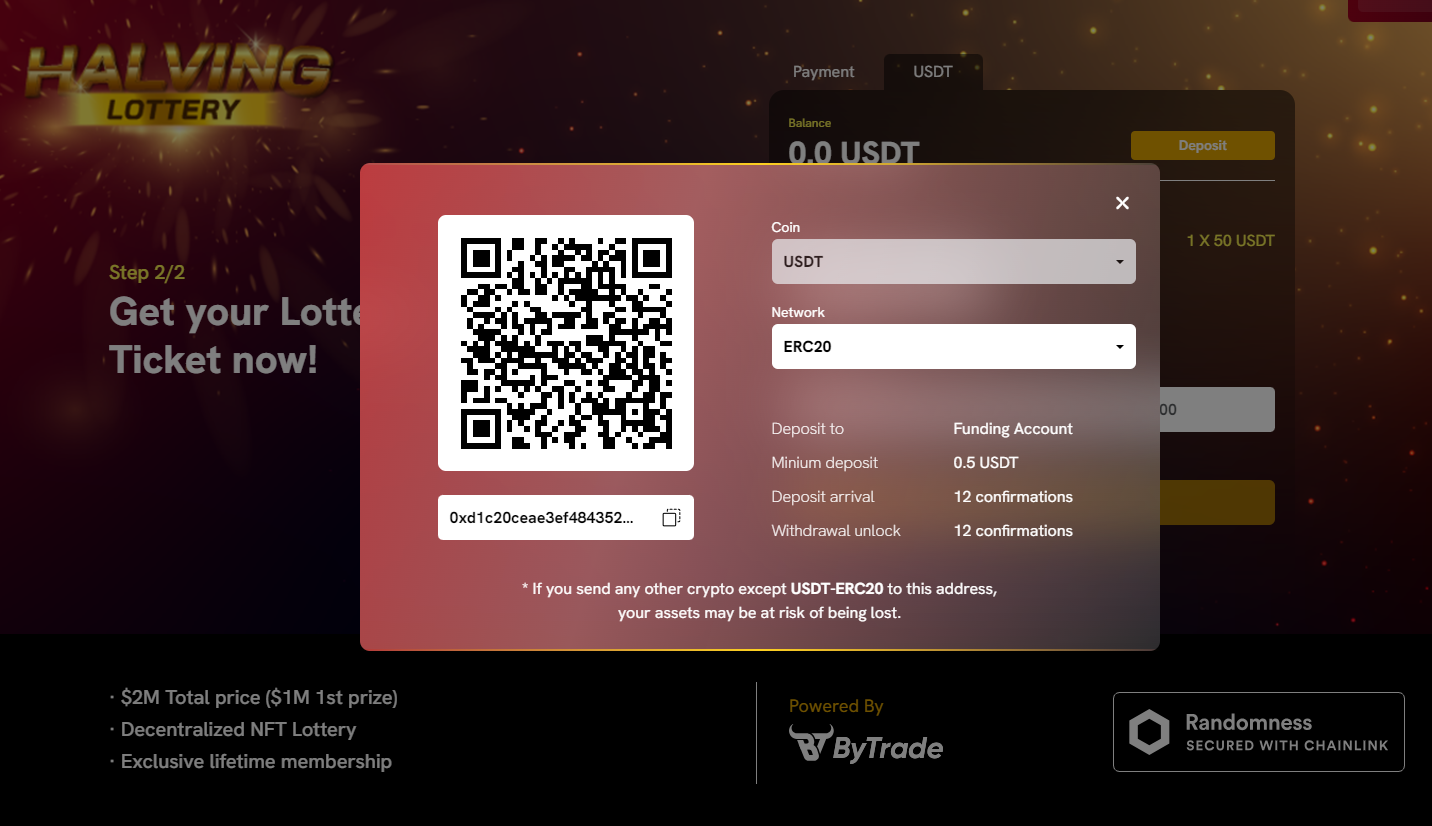 HALVING
LOTTERY
Payment
USDT
Balance
0.0 USDT
Deposit
1 X 50 USDT
Step 2/2
Get your Lotte
Ticket now!
Coin
USDT
Network
ERC20
00
Deposit to
Funding Account
Minium deposit
0.5 USDT
Deposit arrival
12 confirmations
Withdrawal unlock
12 confirmations
0xd1c20ceae3ef484352...
* If you send any other crypto except USDT-ERC20 to this address,
your assets may be at risk of being lost.
· $2M Total price ($1M 1st prize)
· Decentralized NFT Lottery
· Exclusive lifetime membership
Powered By
ByTrade
Randomness
SECURED WITH CHAINLINK